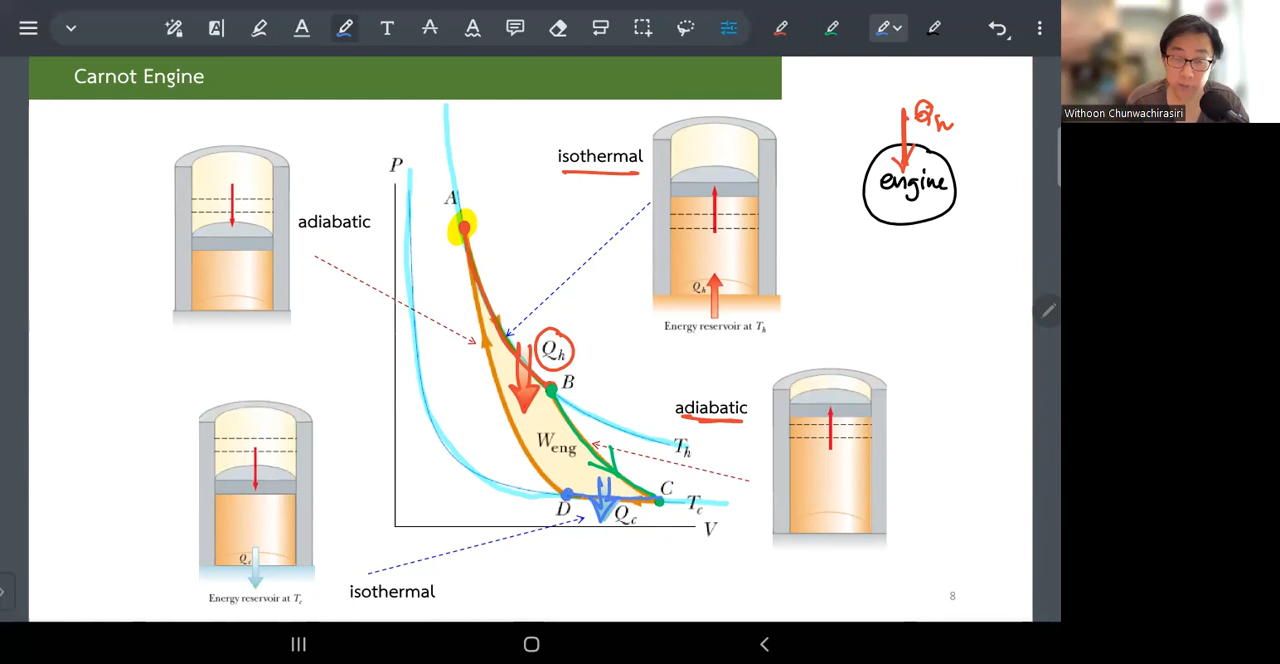 Carnot Engine
Withoon Chunwachirasiri
Qh
engine
isothermal
adiabatic
P
A
Qh
Energy reservoir at Th
Qh
B
adiabatic
Weng
Th
C
D
Qc
Tc
V
Qc
Energy reservoir at Tc
isothermal
8